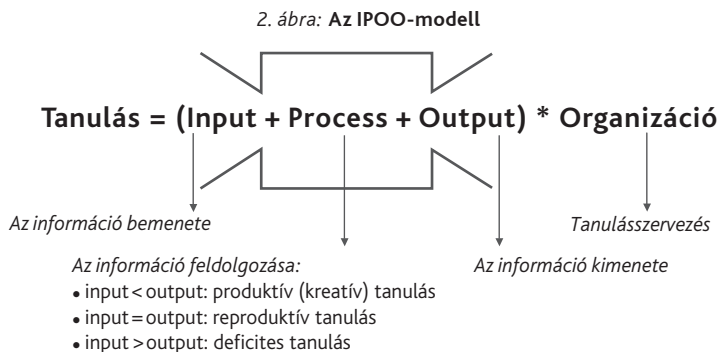 2. ábra: Az IPOO-modell
Tanulás = (Input + Process + Output) * Organizáció
Az információ bemenete
Tanulásszervezés
Az információ feldolgozása:
Az információ kimenete
• input < output: produktív (kreatív) tanulás
• input = output: reproduktív tanulás
• input > output: deficites tanulás